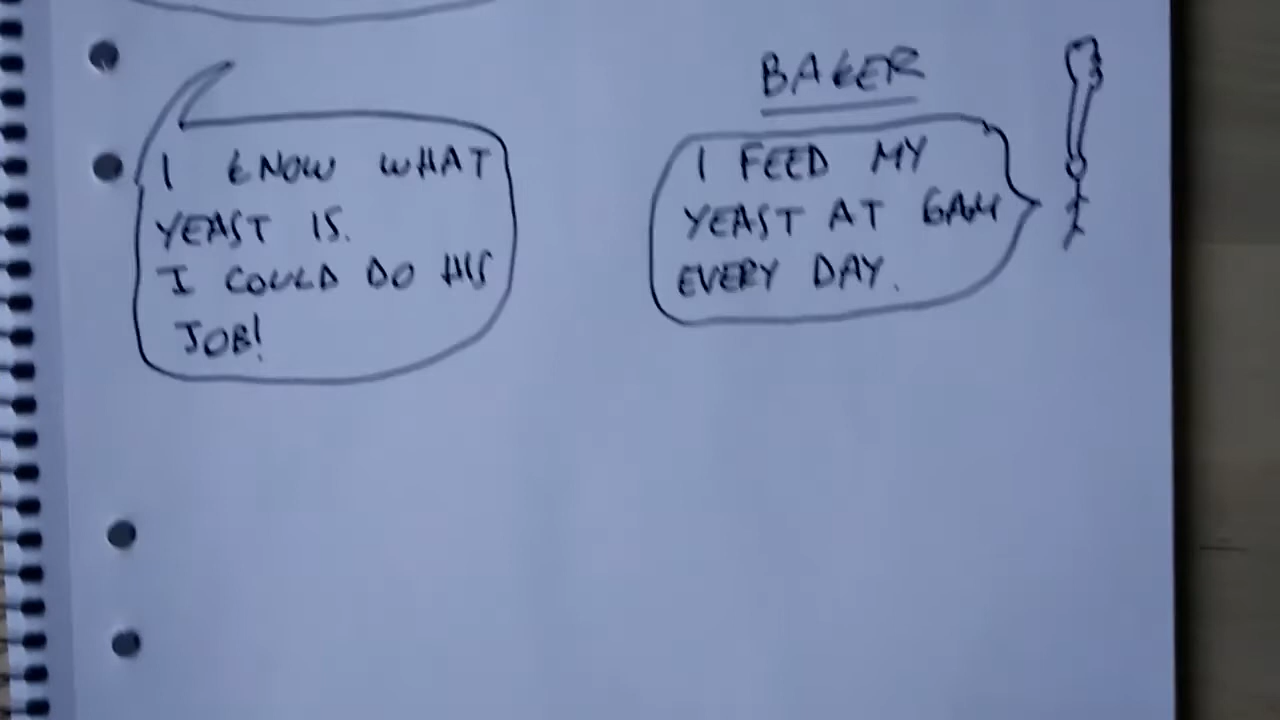 BAKER
I KNOW WHAT
YEAST IS.
I COULD DO HIS
JOB!
I FEED MY
YEAST AT 6AM
EVERY DAY.